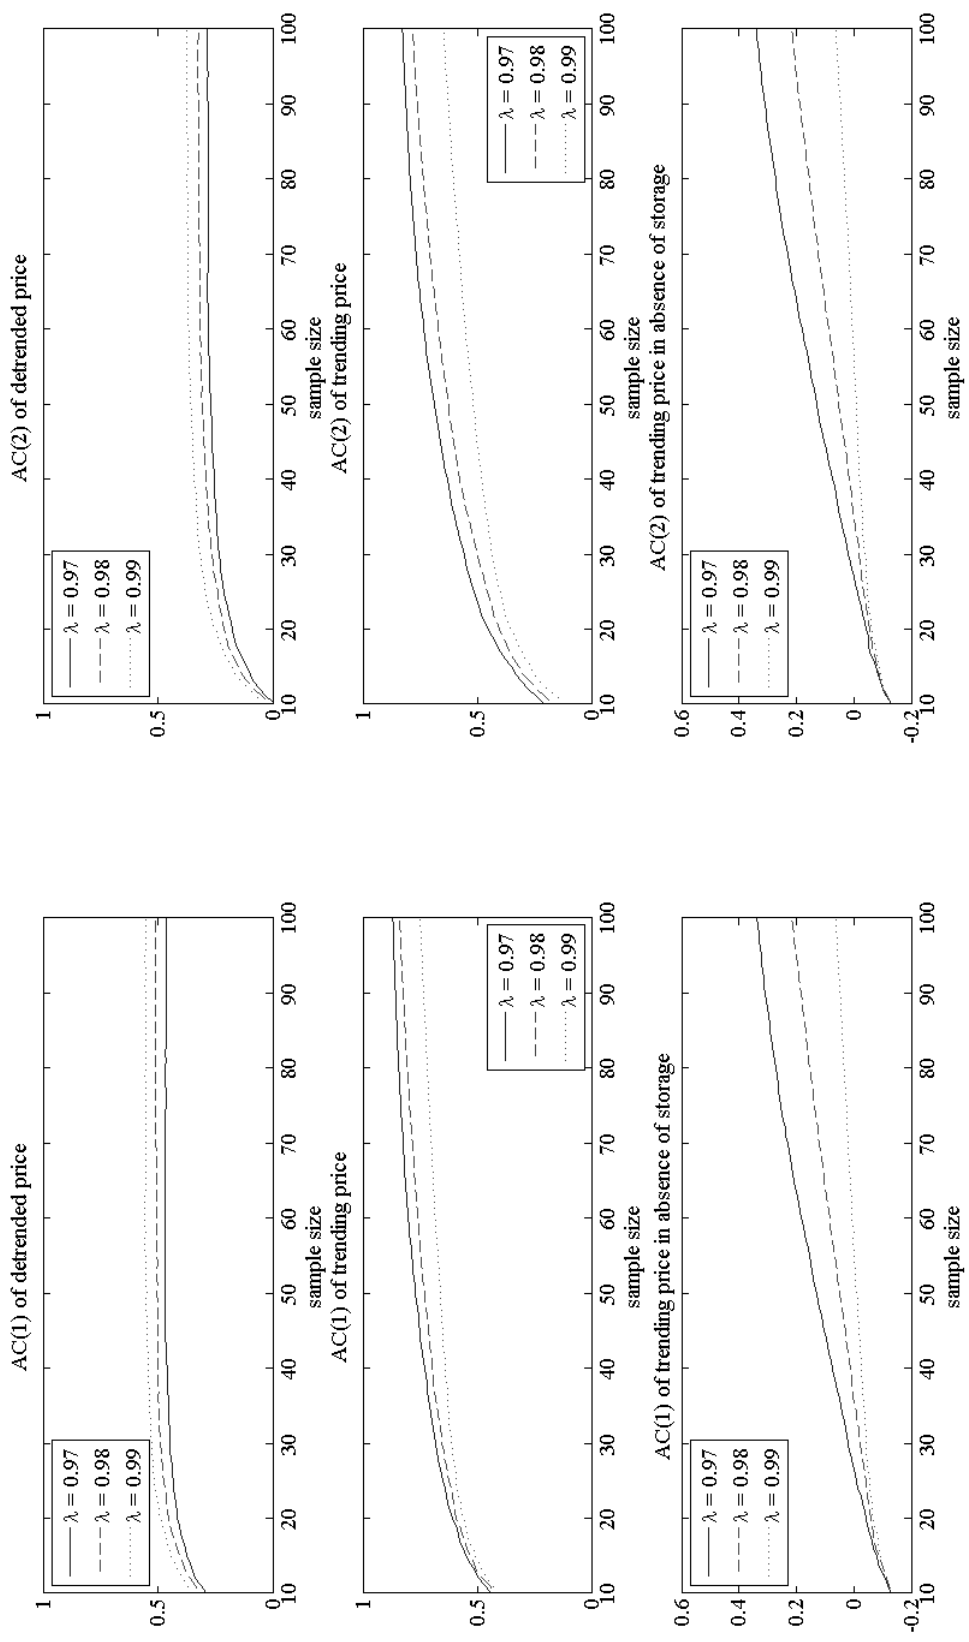 AC(1) of detrended price
1
0.5
0
λ = 0.97
λ = 0.98
λ = 0.99
10 20 30 40 50 60 70 80 90 100
sample size
AC(2) of detrended price
1
0.5
0
λ = 0.97
λ = 0.98
λ = 0.99
10 20 30 40 50 60 70 80 90 100
sample size
AC(1) of trending price
1
0.5
0
λ = 0.97
λ = 0.98
λ = 0.99
10 20 30 40 50 60 70 80 90 100
sample size
AC(2) of trending price
1
0.5
0
λ = 0.97
λ = 0.98
λ = 0.99
10 20 30 40 50 60 70 80 90 100
sample size
AC(1) of trending price in absence of storage
0.6
0.4
0.2
0
-0.2
λ = 0.97
λ = 0.98
λ = 0.99
10 20 30 40 50 60 70 80 90 100
sample size
AC(2) of trending price in absence of storage
0.6
0.4
0.2
0
-0.2
λ = 0.97
λ = 0.98
λ = 0.99
10 20 30 40 50 60 70 80 90 100
sample size